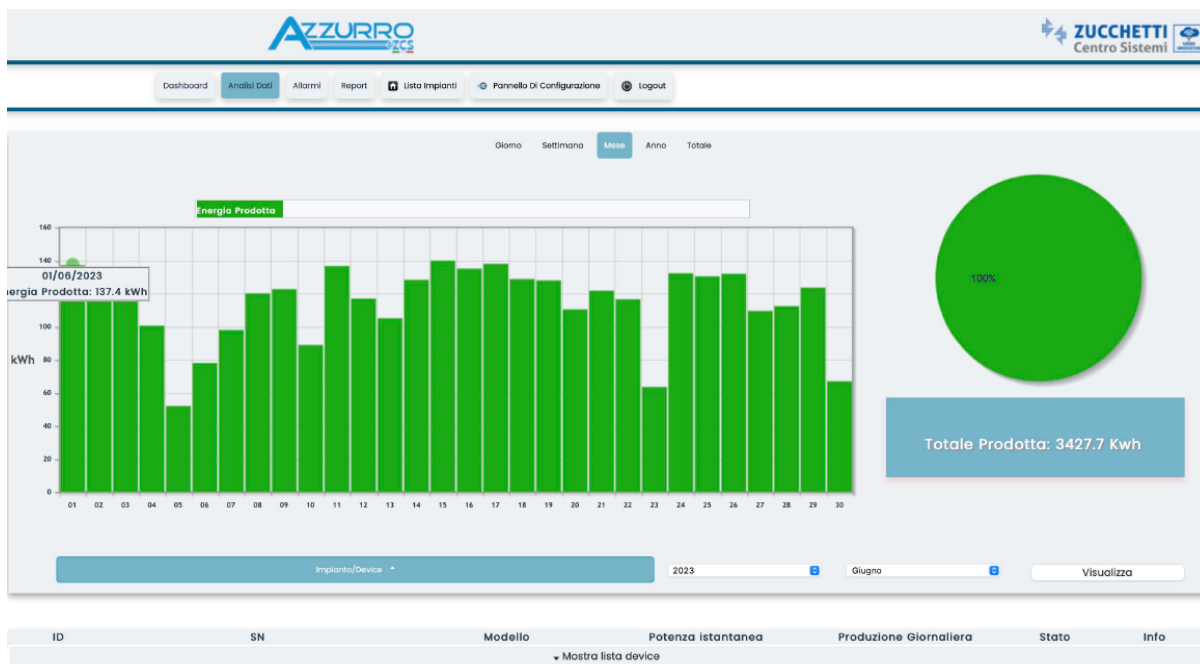 AZZURRO
ZCS
ZUCCHETTI
Centro Sistemi
Dashboard
Analisi Dati
Allarmi
Report
Lista Impianti
Pannello Di Configurazione
Logout
Giorno
Settimana
Mese
Anno
Totale
Energia Prodotta
160
140
01/06/2023
ergia Prodotta: 137.4 kWh
100
kWh
80
60
40
20
0
01 02 03 04 05 06 07 08 09 10 11 12 13 14 15 16 17 18 19 20 21 22 23 24 25 26 27 28 29 30
100%
Totale Prodotta: 3427.7 Kwh
Impianto/Device
2023
Giugno
Visualizza
ID SN Modello Potenza istantanea Produzione Giornaliera Stato Info
Mostra lista device